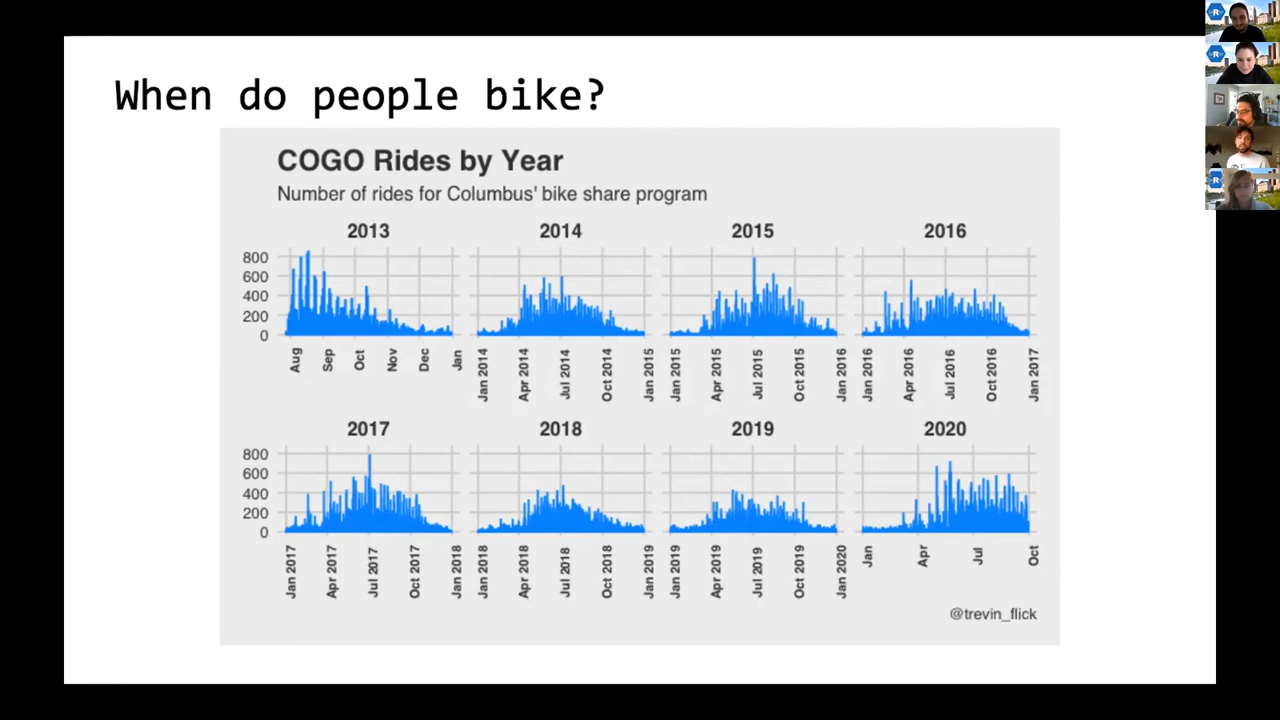 When do people bike?
COGO Rides by Year
Number of rides for Columbus' bike share program
2013 2014 2015 2016
800
600
400
200
0
Aug Sep Oct Nov Dec Jan Jan 2014 Apr 2014 Jul 2014 Oct 2014 Jan 2015 Jan 2015 Apr 2015 Jul 2015 Oct 2015 Jan 2016 Jan 2016 Apr 2016 Jul 2016 Oct 2016 Jan 2017
2017 2018 2019 2020
800
600
400
200
0
Jan 2017 Apr 2017 Jul 2017 Oct 2017 Jan 2018 Jan 2018 Apr 2018 Jul 2018 Oct 2018 Jan 2019 Jan 2019 Apr 2019 Jul 2019 Oct 2019 Jan 2020 Jan Apr Jul Oct
@trevin_flick